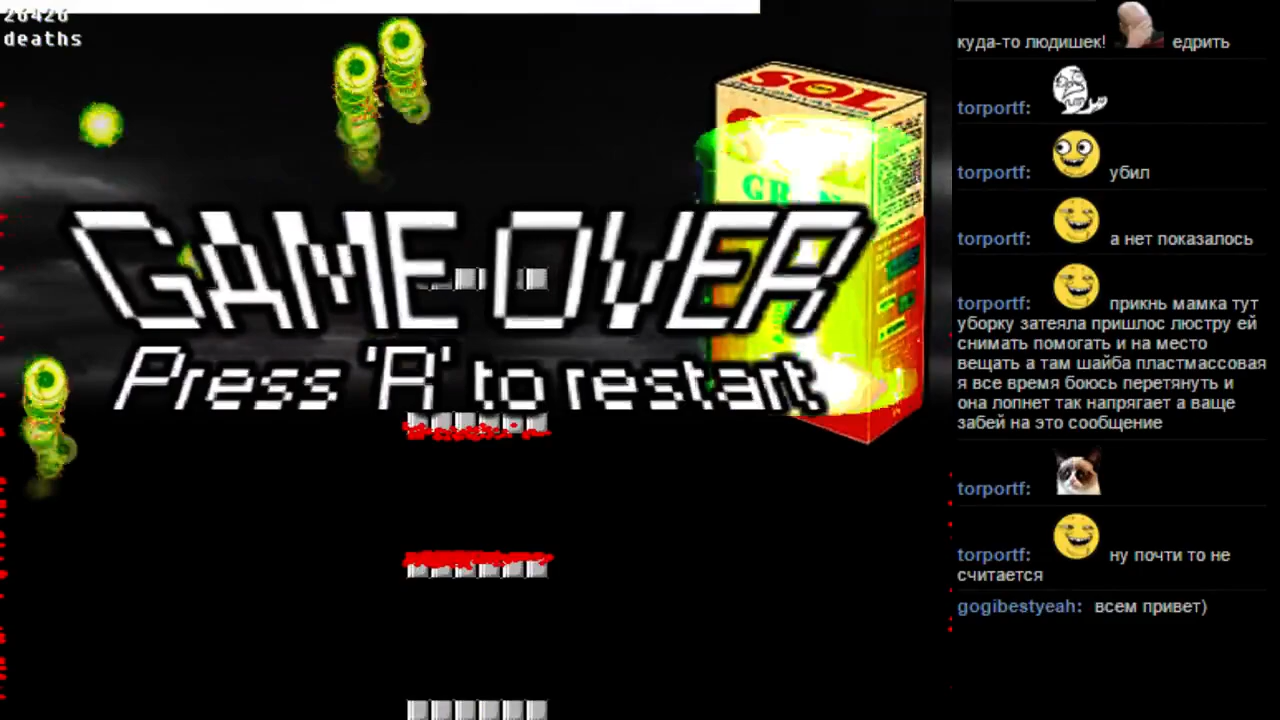 26426
deaths
SOL
GR N
GAME OVER
Press 'R' to restart
куда-то людишек! едрить
torportf:
torportf: убил
torportf: а нет показалось
torportf: прикнь мамка тут
уборку затеяла пришлос люстру ей
снимать помогать и на место
вещать а там шайба пластмассовая
я все время боюсь перетянуть и
она лопнет так напрягает а ваще
забей на это сообщение
torportf:
torportf: ну почти то не
считается
gogibestyeah: всем привет)